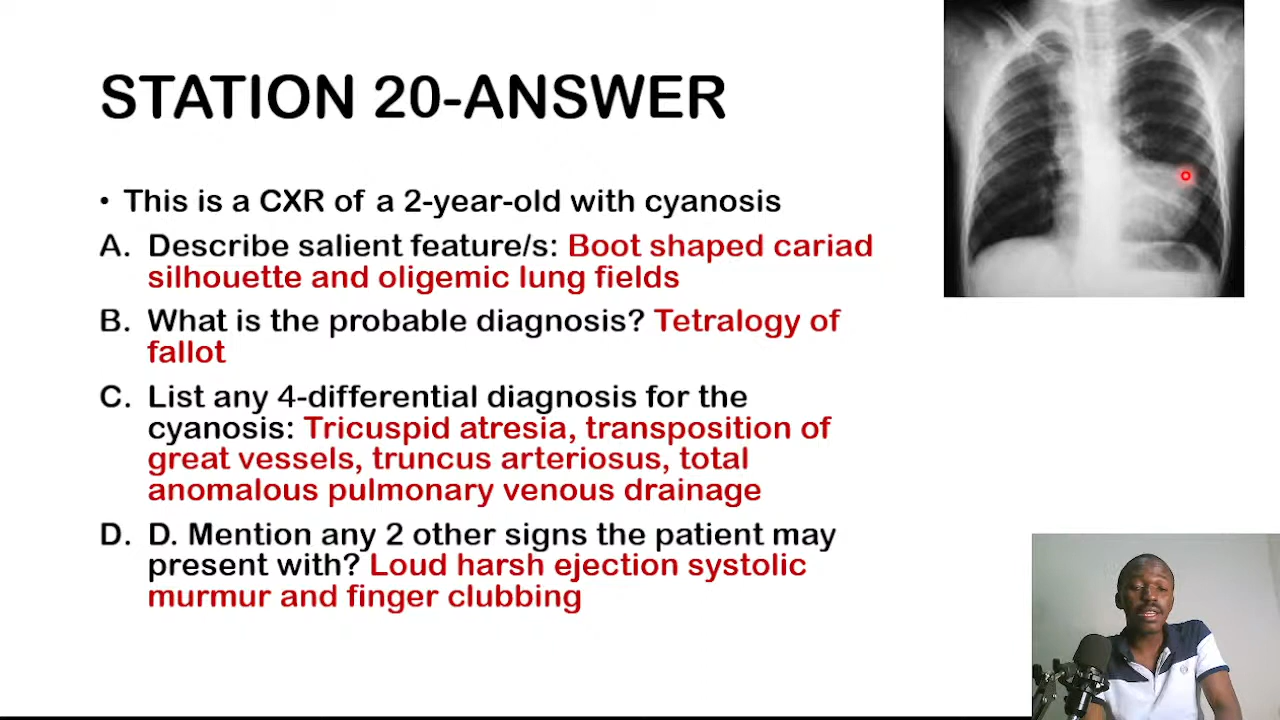 STATION 20-ANSWER
• This is a CXR of a 2-year-old with cyanosis
A. Describe salient feature/s: Boot shaped cariad
silhouette and oligemic lung fields
B. What is the probable diagnosis? Tetralogy of
fallot
C. List any 4-differential diagnosis for the
cyanosis: Tricuspid atresia, transposition of
great vessels, truncus arteriosus, total
anomalous pulmonary venous drainage
D. D. Mention any 2 other signs the patient may
present with? Loud harsh ejection systolic
murmur and finger clubbing